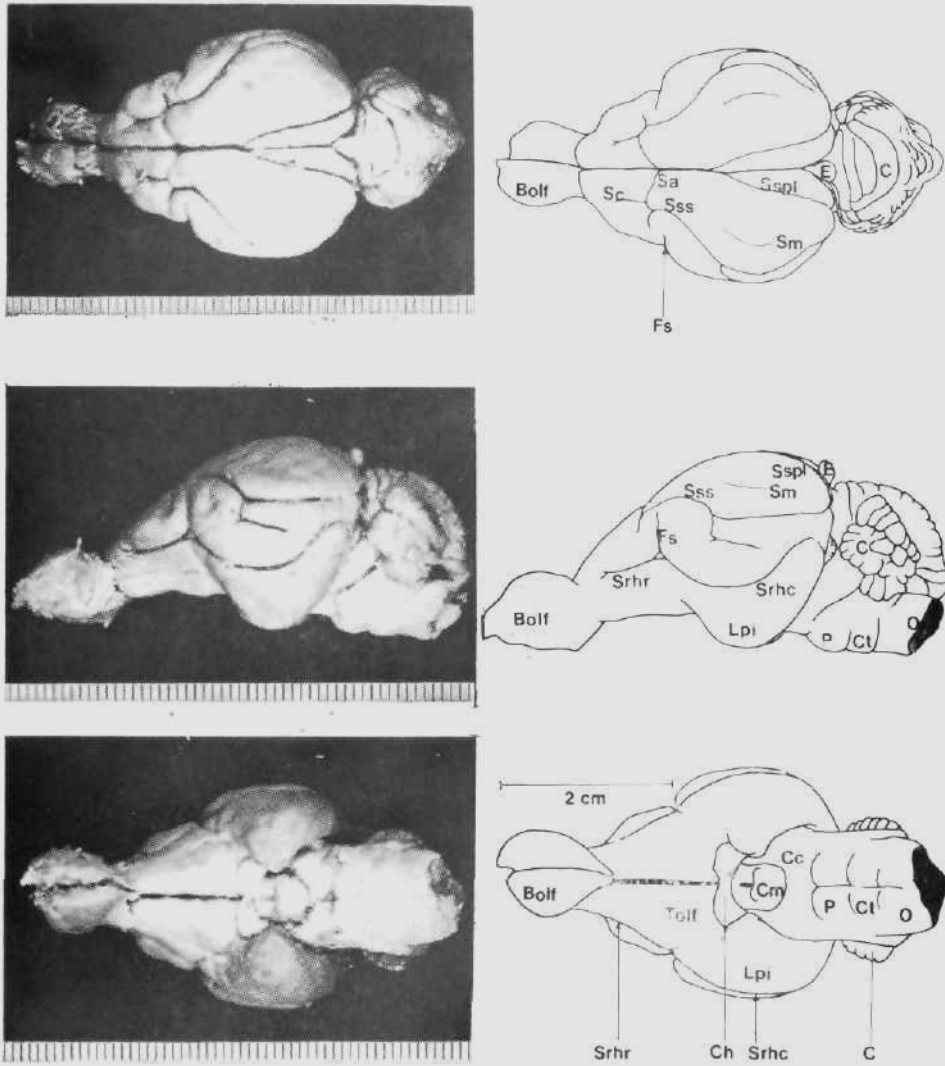 Bolf Sc Sa Sss Sspl E C
Sm
Fs
Sspl E
Sss Sm
Fs C
Srhr Srhc
Bolf Lpi P Ct O
2 cm
Cc
Bolf Cm P Ct O
Tolf
Lpi
Srhr Ch Srhc C